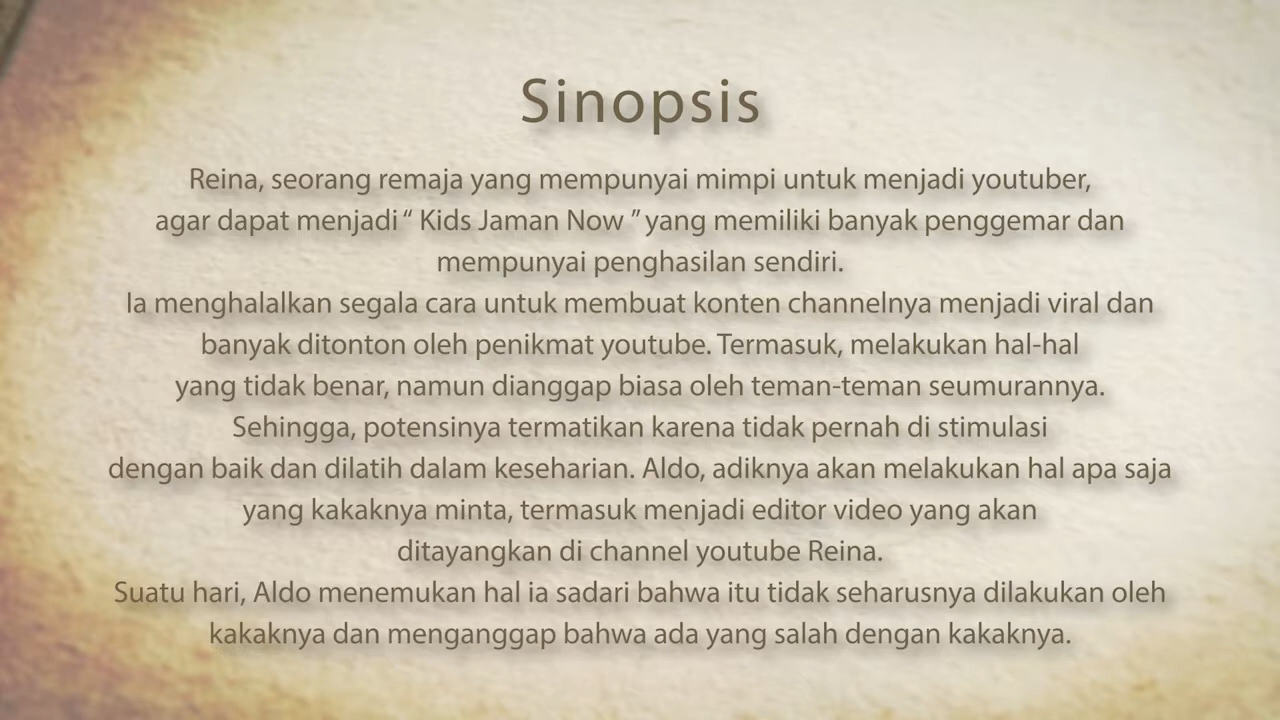 Sinopsis
Reina, seorang remaja yang mempunyai mimpi untuk menjadi youtuber,
agar dapat menjadi “ Kids Jaman Now ” yang memiliki banyak penggemar dan
mempunyai penghasilan sendiri.
Ia menghalalkan segala cara untuk membuat konten channelnya menjadi viral dan
banyak ditonton oleh penikmat youtube. Termasuk, melakukan hal-hal
yang tidak benar, namun dianggap biasa oleh teman-teman seumurannya.
Sehingga, potensinya termatikan karena tidak pernah di stimulasi
dengan baik dan dilatih dalam keseharian. Aldo, adiknya akan melakukan hal apa saja
yang kakaknya minta, termasuk menjadi editor video yang akan
ditayangkan di channel youtube Reina.
Suatu hari, Aldo menemukan hal ia sadari bahwa itu tidak seharusnya dilakukan oleh
kakaknya dan menganggap bahwa ada yang salah dengan kakaknya.